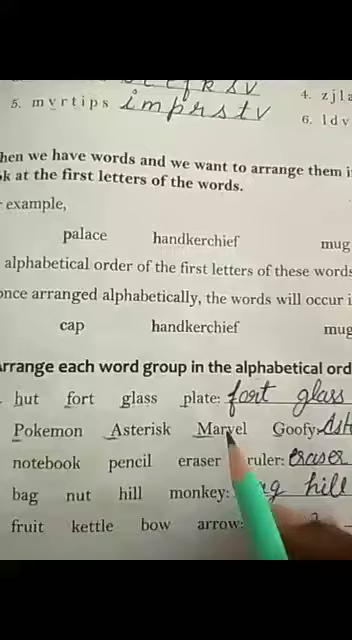 5. m v r t i p s imprstv
4. z j l a
6. l d v
hen we have words and we want to arrange them i
k at the first letters of the words.
example,
palace handkerchief mug
alphabetical order of the first letters of these words
once arranged alphabetically, the words will occur i
cap handkerchief mug
rrange each word group in the alphabetical ord
hut fort glass plate: fort glass
Pokemon Asterisk Marvel Goofy:
notebook pencil eraser ruler: eraser
bag nut hill monkey: hill
fruit kettle bow arrow: